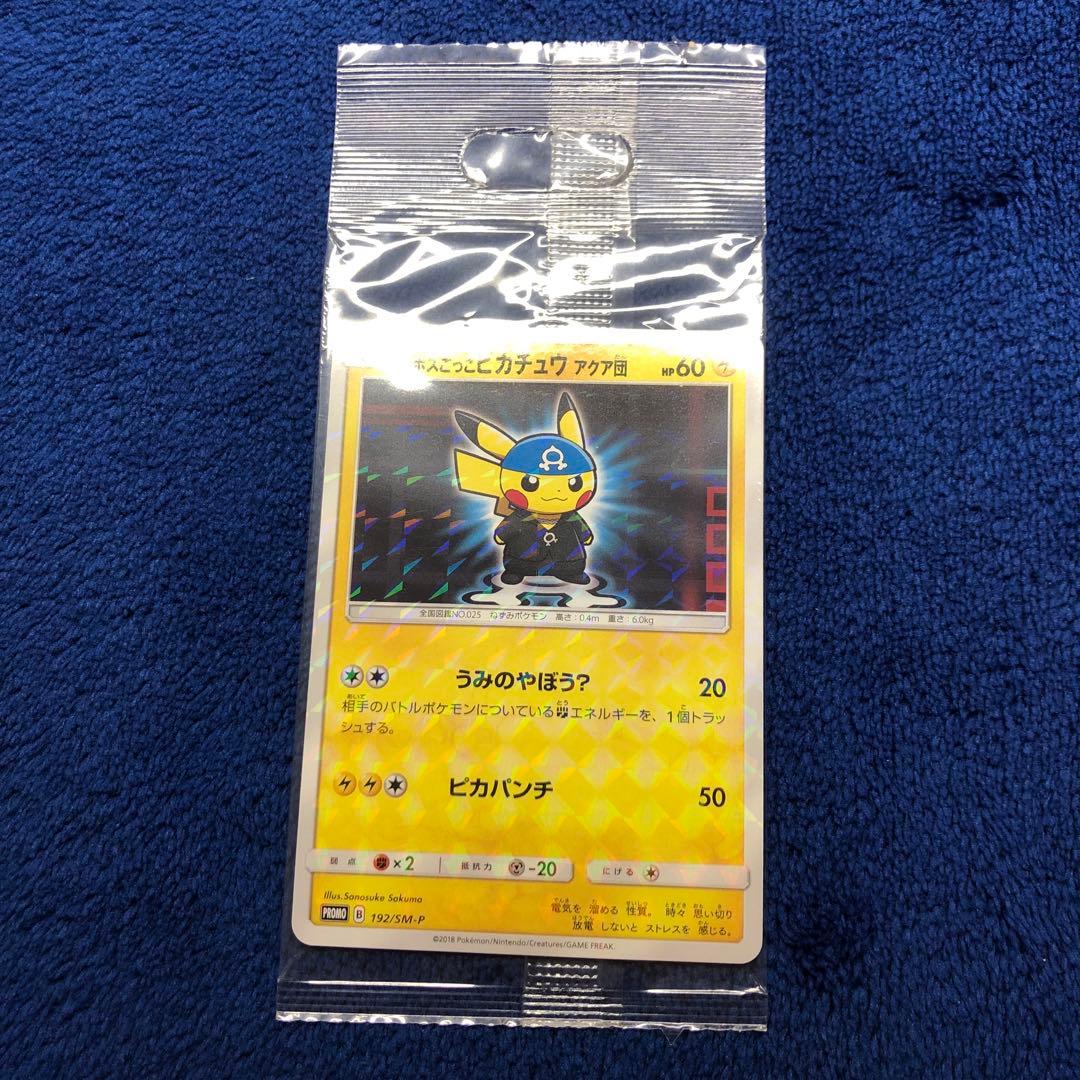 ボスごっこピカチュウ アクア団 HP60
全国図鑑NO.025 ねずみポケモン 高さ:0.4m 重さ:6.0kg
うみのやぼう? 20
相手のバトルポケモンについているエネルギーを、1個トラッ
シュする。
ピカパンチ 50
弱点 ×2 抵抗力 -20 にげる
Illus.Sanosuke Sakuma
PROMO B 192/SM-P
電気を 溜める 性質。 時々 思い切り
放電 しないと ストレスを 感じる。
©2018 Pokémon/Nintendo/Creatures/GAME FREAK.